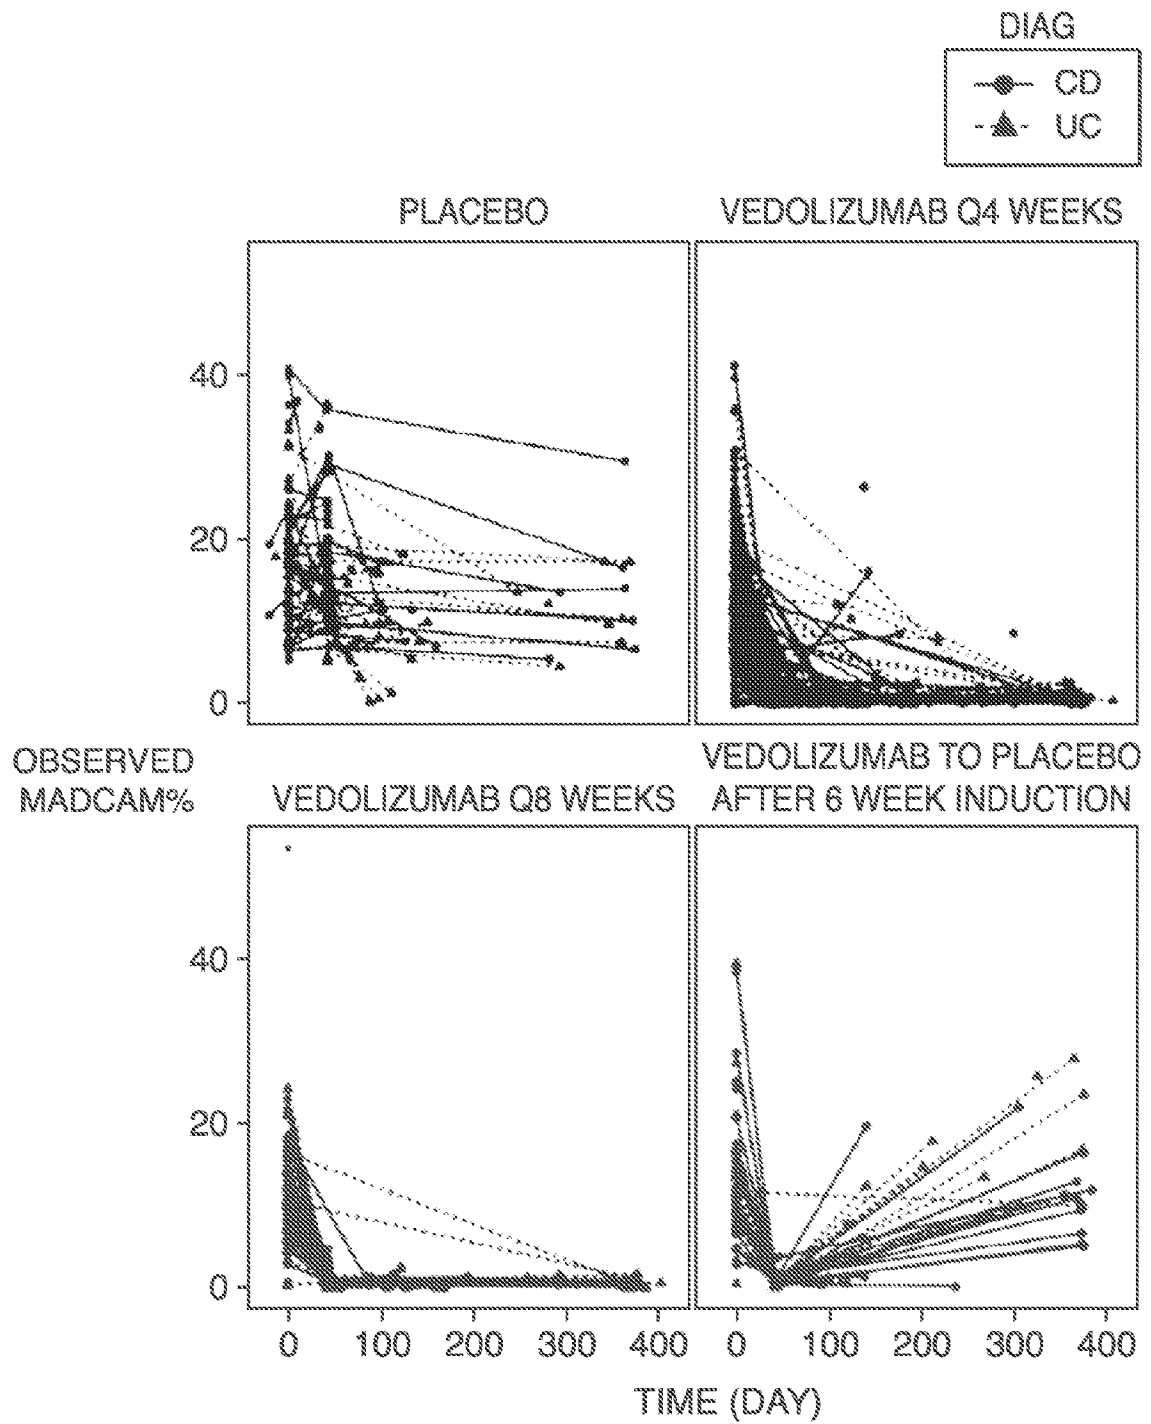 DIAG
CD
UC
PLACEBO
VEDOLIZUMAB Q4 WEEKS
40
20
0
OBSERVED
MADCAM%
VEDOLIZUMAB Q8 WEEKS
VEDOLIZUMAB TO PLACEBO
AFTER 6 WEEK INDUCTION
40
20
0
0 100 200 300 400
0 100 200 300 400
TIME (DAY)